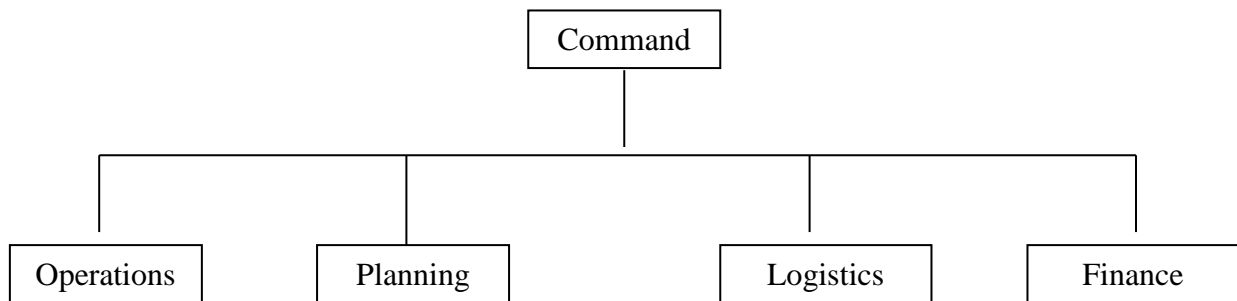 Command
Operations
Planning
Logistics
Finance